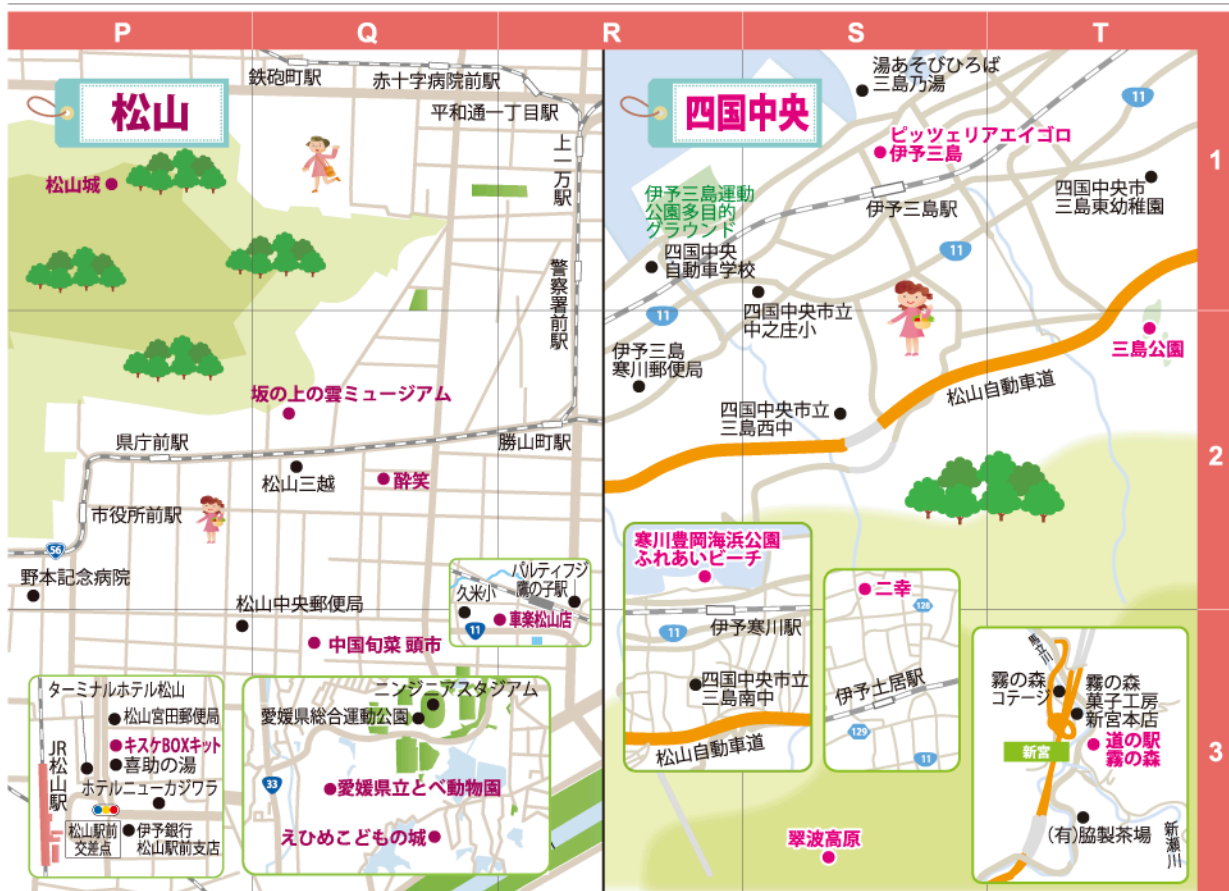 P
Q
R
S
T
松山
鉄砲町駅
赤十字病院前駅
平和通一丁目駅
上一万駅
松山城
警察署前駅
坂の上の雲ミュージアム
県庁前駅
勝山町駅
松山三越
酔笑
市役所前駅
56
野本記念病院
松山中央郵便局
中国旬菜 頭市
パルティフジ
鷹の子駅
久米小
車楽松山店
11
ターミナルホテル松山
松山宮田郵便局
キスケBOXキット
喜助の湯
JR松山駅
ホテルニューカジワラ
松山駅前
交差点
伊予銀行
松山駅前支店
ニンジニアスタジアム
愛媛県総合運動公園
33
愛媛県立とべ動物園
えひめこどもの城
四国中央
湯あそびひろば
三島乃湯
11
ピッツェリアエイゴロ
伊予三島
伊予三島運動
公園多目的
グラウンド
伊予三島駅
四国中央市
三島東幼稚園
四国中央
自動車学校
11
四国中央市立
中之庄小
11
伊予三島
寒川郵便局
三島公園
松山自動車道
四国中央市立
三島西中
寒川豊岡海浜公園
ふれあいビーチ
伊予寒川駅
11
四国中央市立
三島南中
松山自動車道
二幸
128
伊予土居駅
129
11
翠波高原
馬立川
霧の森
コテージ
霧の森
菓子工房
新宮本店
道の駅
霧の森
新宮
(有)脇製茶場
新瀬川
1
2
3